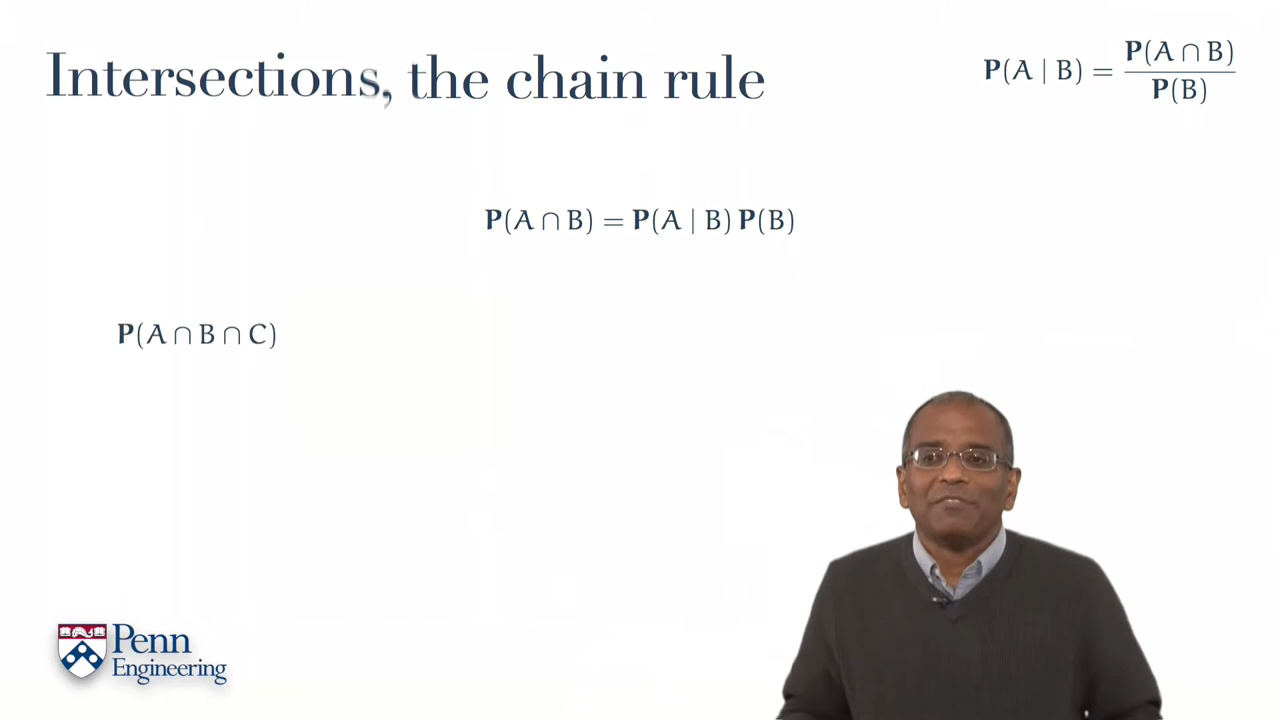 Intersections, the chain rule
P(A | B) = P(A ∩ B) / P(B)
P(A ∩ B) = P(A | B) P(B)
P(A ∩ B ∩ C)
Penn
Engineering